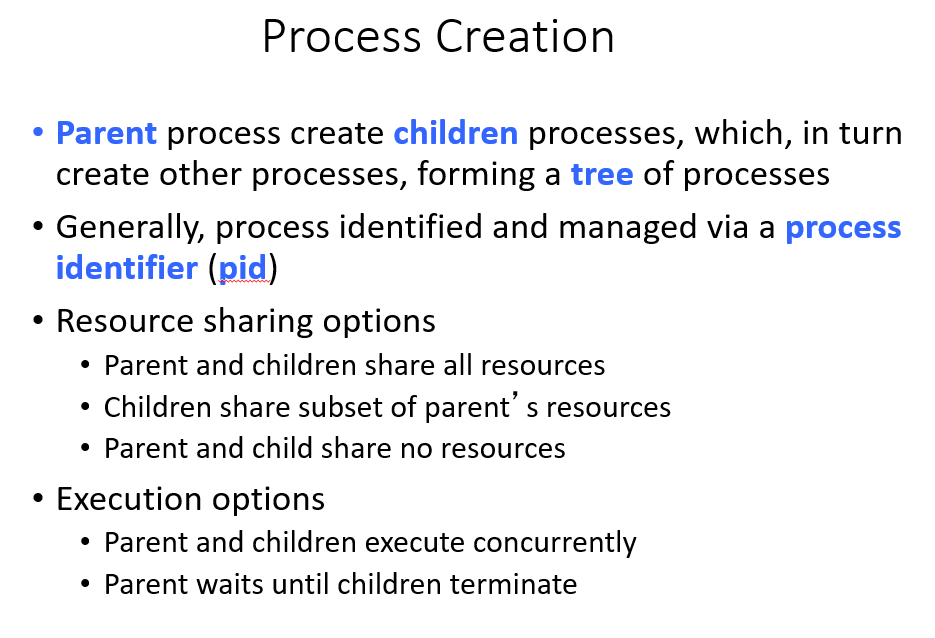 Process Creation
• Parent process create children processes, which, in turn
create other processes, forming a tree of processes
• Generally, process identified and managed via a process
identifier (pid)
• Resource sharing options
• Parent and children share all resources
• Children share subset of parent’s resources
• Parent and child share no resources
• Execution options
• Parent and children execute concurrently
• Parent waits until children terminate